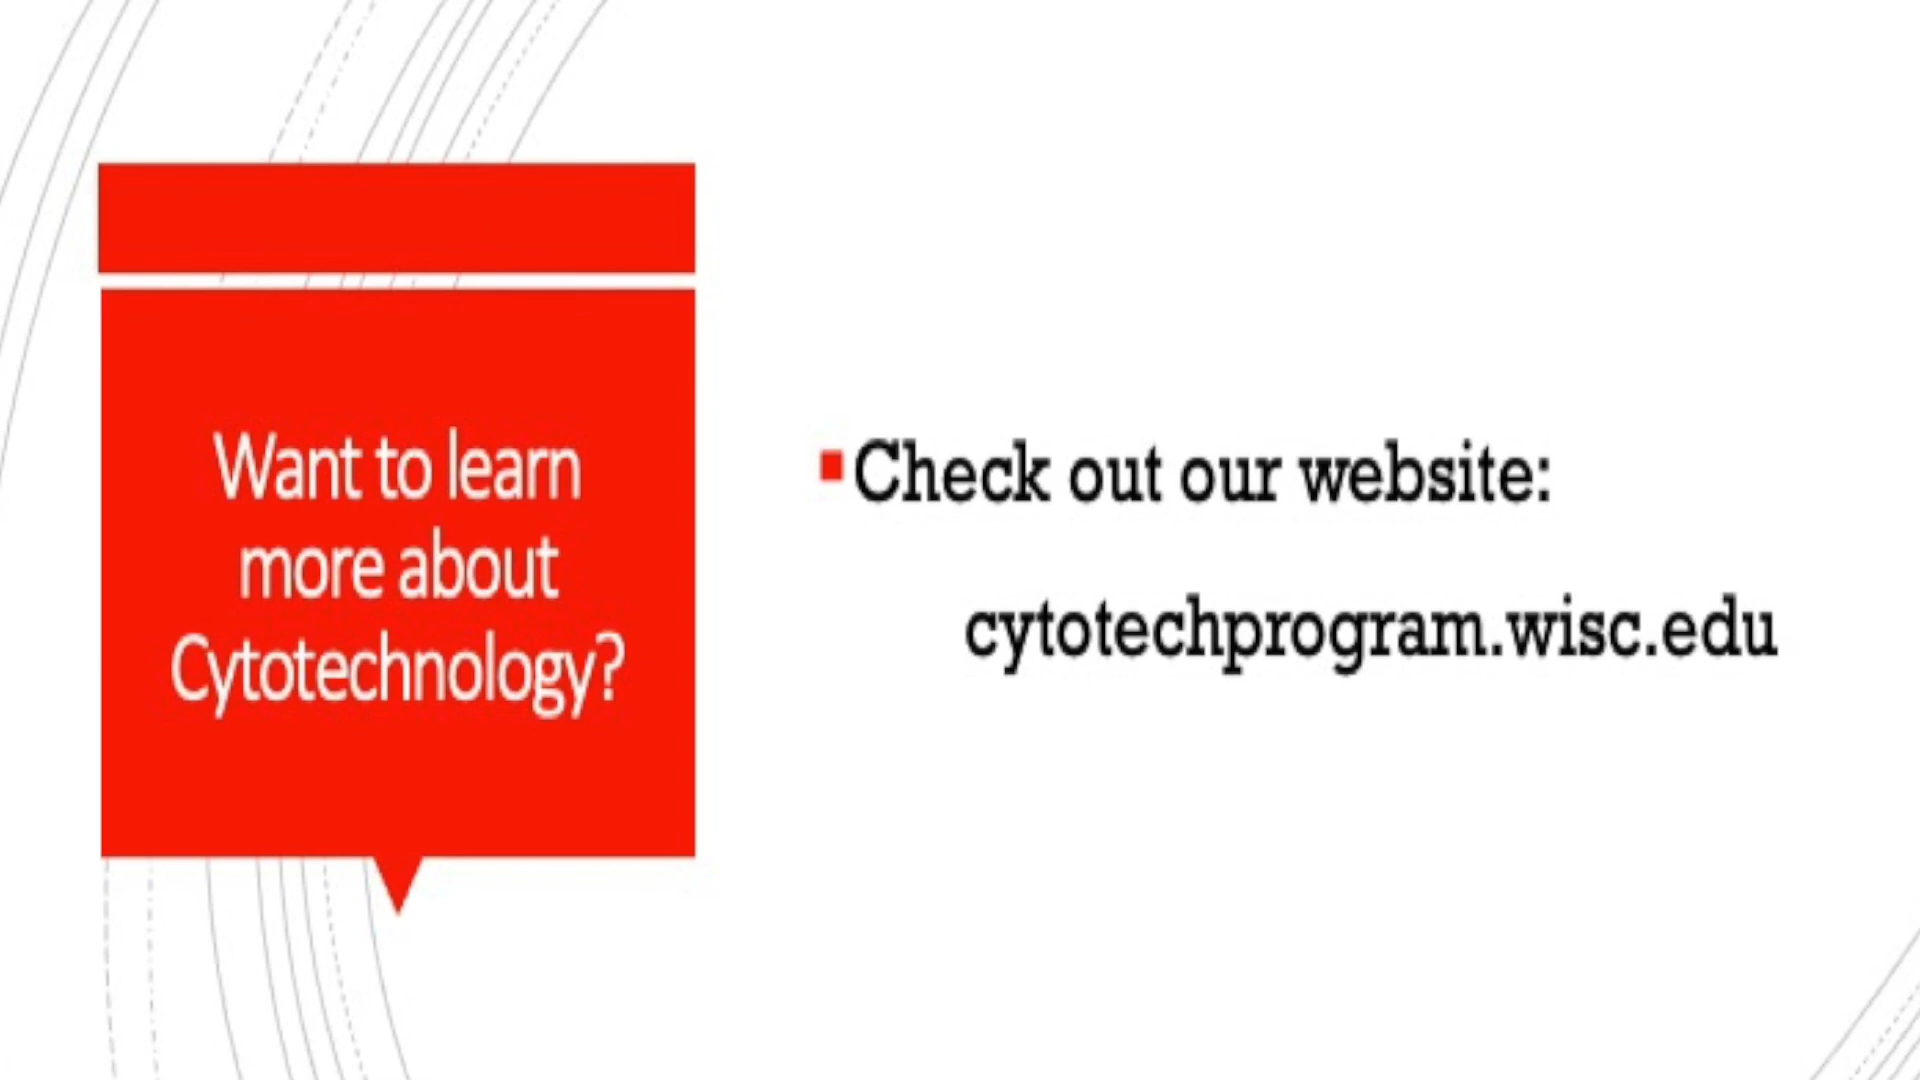 Want to learn
more about
Cytotechnology?
Check out our website:
cytotechprogram.wisc.edu